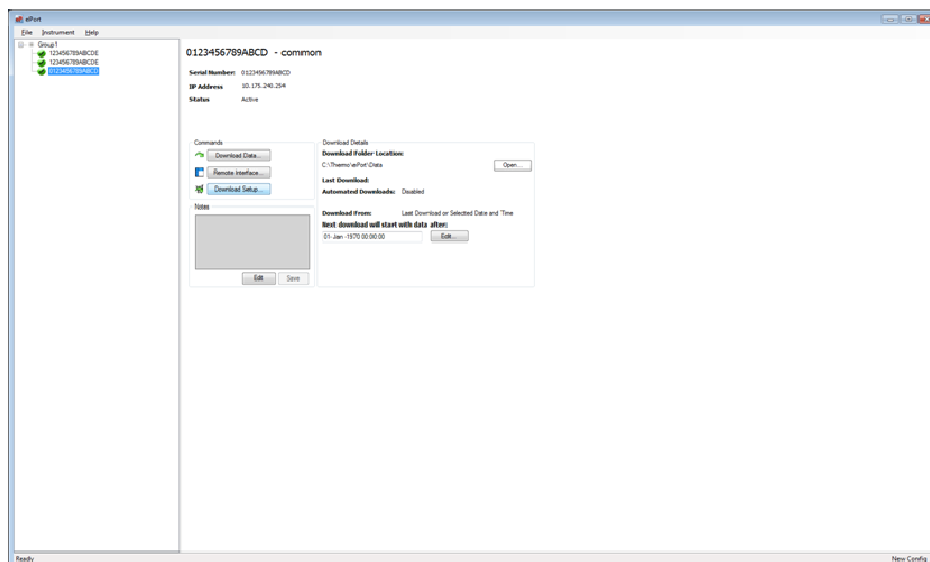 ePort
File Instrument Help
Group1
123456789ABCDE
123456789ABCDE
0123456789ABCD
0123456789ABCD - common
Serial Number: 0123456789ABCD
IP Address 10.175.240.254
Status Active
Commands
Download Data...
Remote Interface...
Download Setup...
Notes
Edit Save
Download Details
Download Folder Location:
C:\Thermo\ePort\Data
Open...
Last Download:
Automated Downloads: Disabled
Download From: Last Download or Selected Date and Time
Next download will start with data after:
01-Jan-1970 00:00:00
Edit...
Ready
New Config